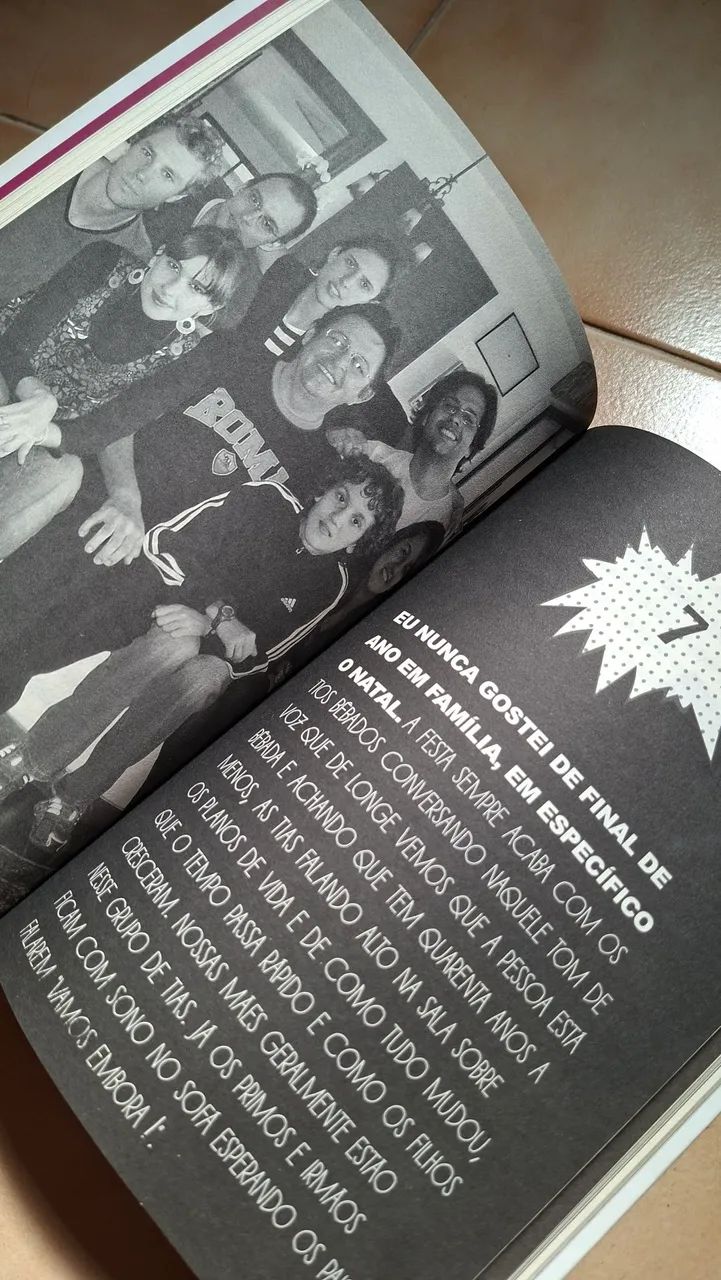 ROMA
adidas
7
EU NUNCA GOSTEI DE FINAL DE
ANO EM FAMÍLIA, EM ESPECÍFICO
O NATAL. A FESTA SEMPRE ACABA COM OS
TIOS BÊBADOS CONVERSANDO NAQUELE TOM DE
VOZ QUE DE LONGE VEMOS QUE A PESSOA ESTÁ
BÊBADA E ACHANDO QUE TEM QUARENTA ANOS A
MENOS, AS TIAS FALANDO ALTO NA SALA SOBRE
OS PLANOS DE VIDA E DE COMO TUDO MUDOU,
QUE O TEMPO PASSA RÁPIDO E COMO OS FILHOS
CRESCERAM. NOSSAS MÃES GERALMENTE ESTÃO
NESSE GRUPO DE TIAS. JÁ OS PRIMOS E IRMÃOS
FICAM COM SONO NO SOFÁ ESPERANDO OS
FALAREM "VAMOS EMBORA!".